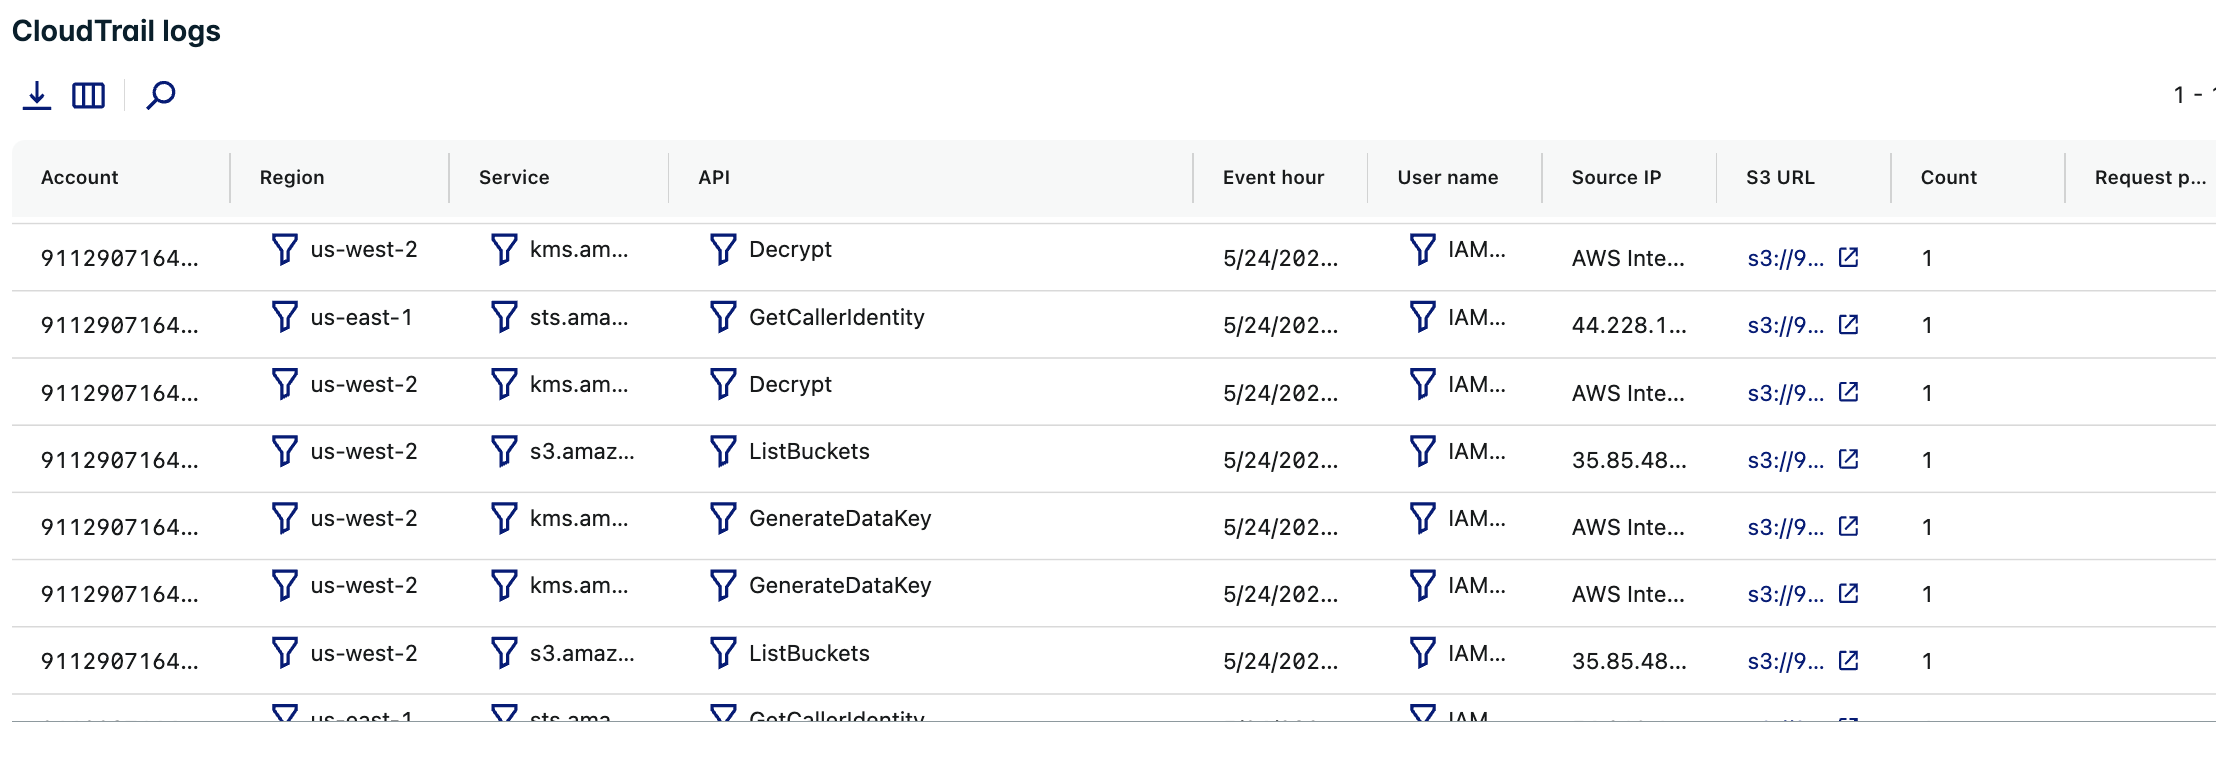 CloudTrail logs
1 -
Account Region Service API Event hour User name Source IP S3 URL Count Request p...
9112907164... us-west-2 kms.am... Decrypt 5/24/202... IAM... AWS Inte... s3://9... 1
9112907164... us-east-1 sts.ama... GetCallerIdentity 5/24/202... IAM... 44.228.1... s3://9... 1
9112907164... us-west-2 kms.am... Decrypt 5/24/202... IAM... AWS Inte... s3://9... 1
9112907164... us-west-2 s3.amaz... ListBuckets 5/24/202... IAM... 35.85.48... s3://9... 1
9112907164... us-west-2 kms.am... GenerateDataKey 5/24/202... IAM... AWS Inte... s3://9... 1
9112907164... us-west-2 kms.am... GenerateDataKey 5/24/202... IAM... AWS Inte... s3://9... 1
9112907164... us-west-2 s3.amaz... ListBuckets 5/24/202... IAM... 35.85.48... s3://9... 1
us-east-1 sts.ama... GetCallerIdentity IAM...